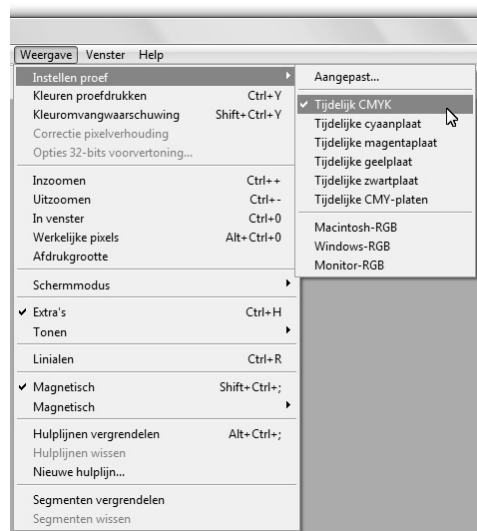 Weergave Venster Help
Instellen proef
Kleuren proefdrukken Ctrl+Y
Kleuromvangwaarschuwing Shift+Ctrl+Y
Correctie pixelverhouding
Opties 32-bits voorvertoning...
Inzoomen Ctrl++
Uitzoomen Ctrl+-
In venster Ctrl+0
Werkelijke pixels Alt+Ctrl+0
Afdrukgrootte
Schermmodus
Extra's Ctrl+H
Tonen
Linialen Ctrl+R
Magnetisch Shift+Ctrl+;
Magnetisch
Hulplijnen vergrendelen Alt+Ctrl+;
Hulplijnen wissen
Nieuwe hulplijn...
Segmenten vergrendelen
Segmenten wissen
Aangepast...
Tijdelijk CMYK
Tijdelijke cyaanplaat
Tijdelijke magentaplaat
Tijdelijke geelplaat
Tijdelijke zwartplaat
Tijdelijke CMY-platen
Macintosh-RGB
Windows-RGB
Monitor-RGB